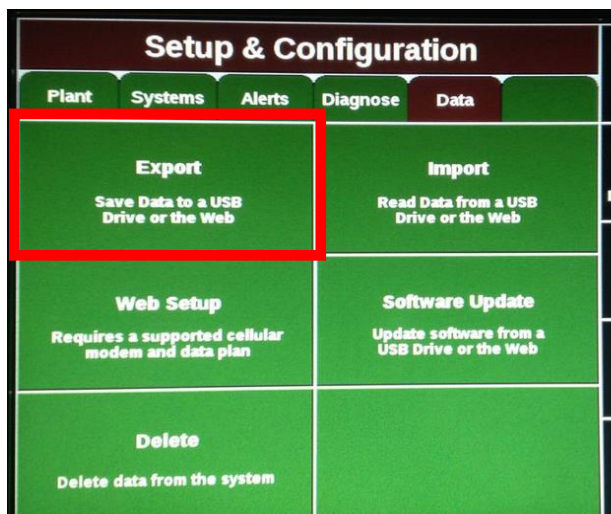 Setup & Configuration
Plant Systems Alerts Diagnose Data
Export
Save Data to a USB
Drive or the Web
Import
Read Data from a USB
Drive or the Web
Web Setup
Requires a supported cellular
modem and data plan
Software Update
Update software from a
USB Drive or the Web
Delete
Delete data from the system